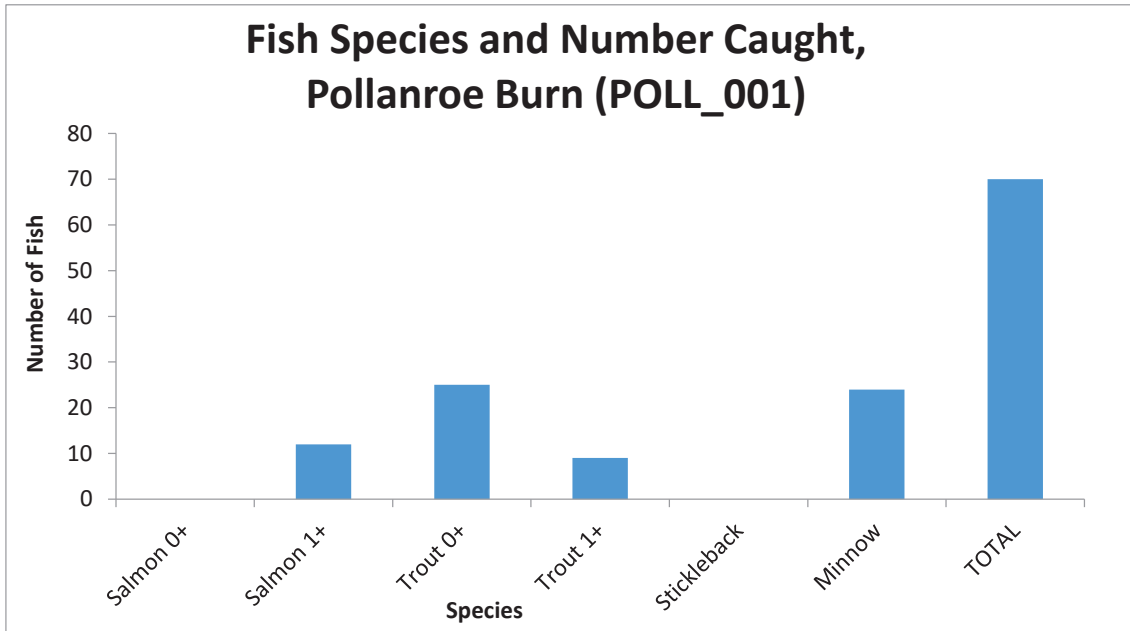 Fish Species and Number Caught,
Pollanroe Burn (POLL_001)
80
70
60
50
40
30
20
10
0
Number of Fish
Salmon 0+
Salmon 1+
Trout 0+
Trout 1+
Stickleback
Minnow
TOTAL
Species